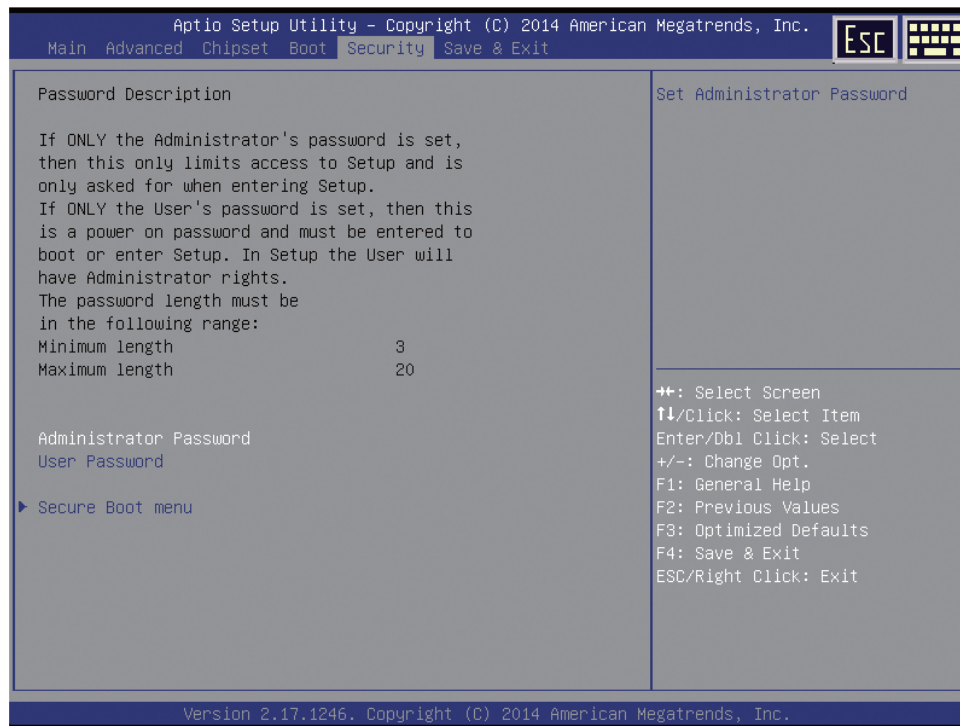 Aptio Setup Utility – Copyright (C) 2014 American Megatrends, Inc.
Main Advanced Chipset Boot Security Save & Exit
Esc
Password Description
If ONLY the Administrator's password is set,
then this only limits access to Setup and is
only asked for when entering Setup.
If ONLY the User's password is set, then this
is a power on password and must be entered to
boot or enter Setup. In Setup the User will
have Administrator rights.
The password length must be
in the following range:
Minimum length 3
Maximum length 20
Administrator Password
User Password
Secure Boot menu
Set Administrator Password
→←: Select Screen
↑↓/Click: Select Item
Enter/Dbl Click: Select
+/-: Change Opt.
F1: General Help
F2: Previous Values
F3: Optimized Defaults
F4: Save & Exit
ESC/Right Click: Exit
Version 2.17.1246. Copyright (C) 2014 American Megatrends, Inc.